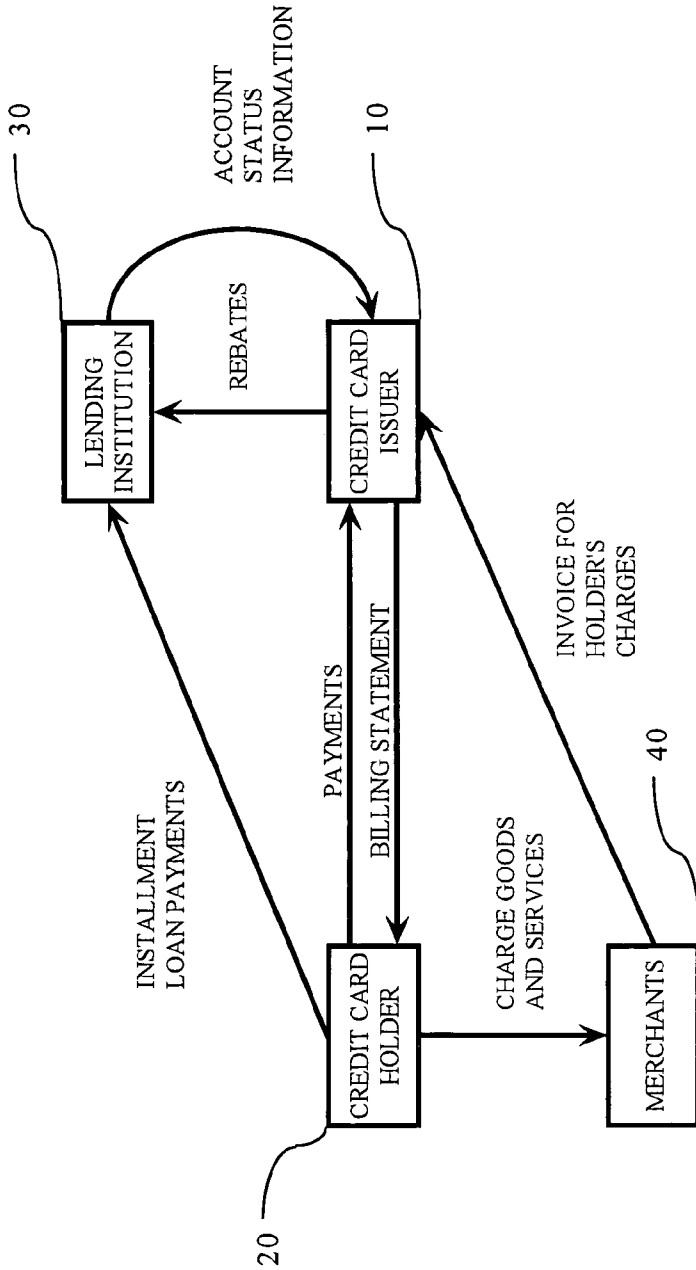 30
LENDING
INSTITUTION
ACCOUNT
STATUS
INFORMATION
INSTALLMENT
LOAN PAYMENTS
REBATES
20
CREDIT CARD
HOLDER
PAYMENTS
BILLING STATEMENT
CREDIT CARD
ISSUER
10
CHARGE GOODS
AND SERVICES
INVOICE FOR
HOLDER'S
CHARGES
MERCHANTS
40